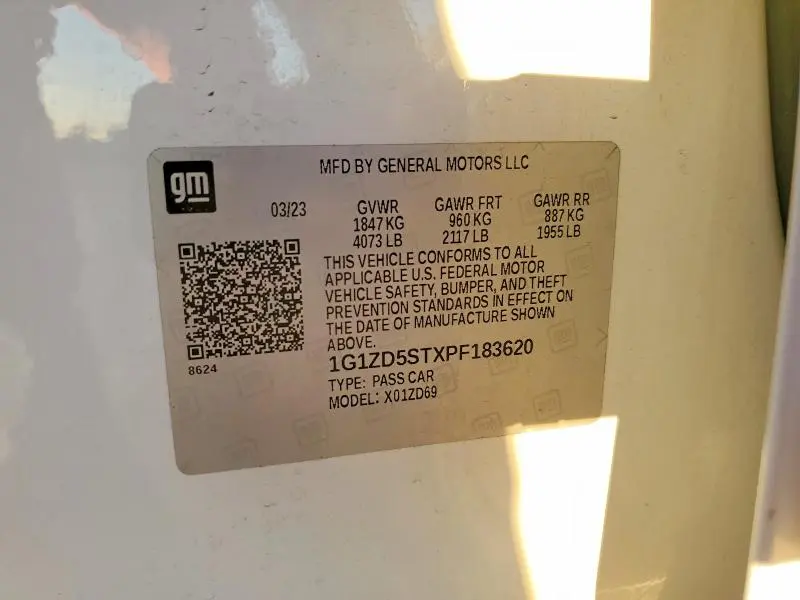 gm
MFD BY GENERAL MOTORS LLC
03/23 GVWR GAWR FRT GAWR RR
1847 KG 960 KG 887 KG
4073 LB 2117 LB 1955 LB
THIS VEHICLE CONFORMS TO ALL
APPLICABLE U.S. FEDERAL MOTOR
VEHICLE SAFETY, BUMPER, AND THEFT
PREVENTION STANDARDS IN EFFECT ON
THE DATE OF MANUFACTURE SHOWN
ABOVE.
8624
1G1ZD5STXPF183620
TYPE: PASS CAR
MODEL: X01ZD69